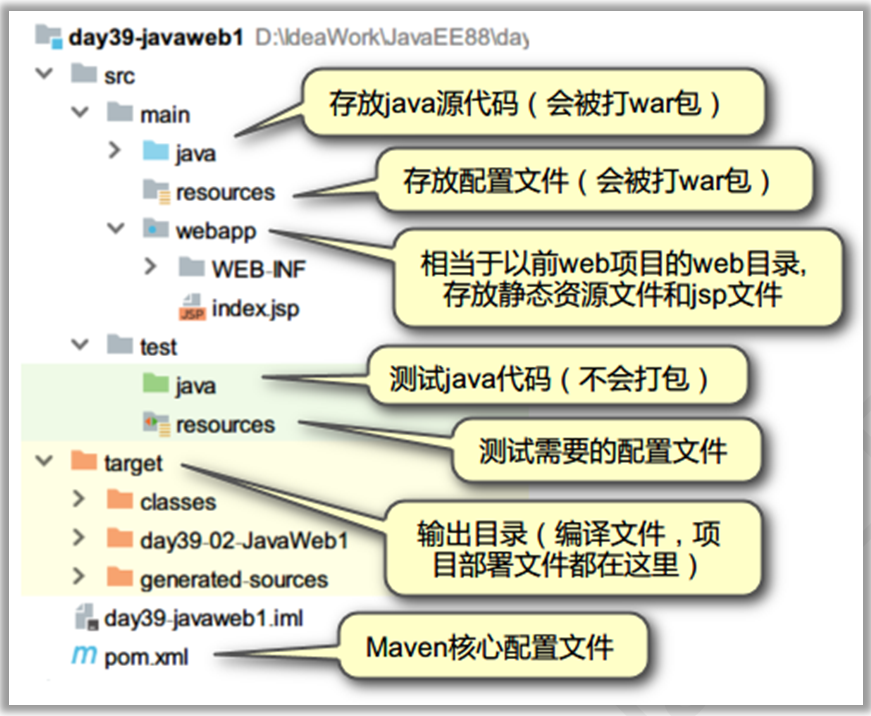 day39-javaweb1 D:\IdeaWork\JavaEE88\day
src
存放java源代码（会被打war包）
main
java
存放配置文件（会被打war包）
resources
webapp
相当于以前web项目的web目录,
存放静态资源文件和jsp文件
WEB-INF
JSP index.jsp
test
测试java代码（不会打包）
java
resources
测试需要的配置文件
target
classes
输出目录（编译文件，项
目部署文件都在这里）
day39-02-JavaWeb1
generated-sources
day39-javaweb1.iml
Maven核心配置文件
m pom.xml